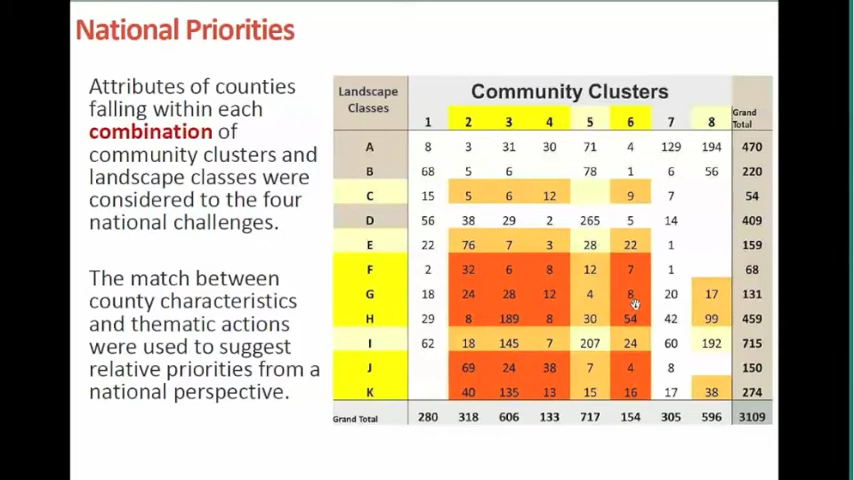 National Priorities
Attributes of counties
falling within each
combination of
community clusters and
landscape classes were
considered to the four
national challenges.
The match between
county characteristics
and thematic actions
were used to suggest
relative priorities from a
national perspective.
Landscape Classes Community Clusters
1 2 3 4 5 6 7 8 Grand Total
A 8 3 31 30 71 4 129 194 470
B 68 5 6 78 1 6 56 220
C 15 5 6 12 9 7 54
D 56 38 29 2 265 5 14 409
E 22 76 7 3 28 22 1 159
F 2 32 6 8 12 7 1 68
G 18 24 28 12 4 8 20 17 131
H 29 8 189 8 30 54 42 99 459
I 62 18 145 7 207 24 60 192 715
J 69 24 38 7 4 8 150
K 40 135 13 15 16 17 38 274
Grand Total 280 318 606 133 717 154 305 596 3109